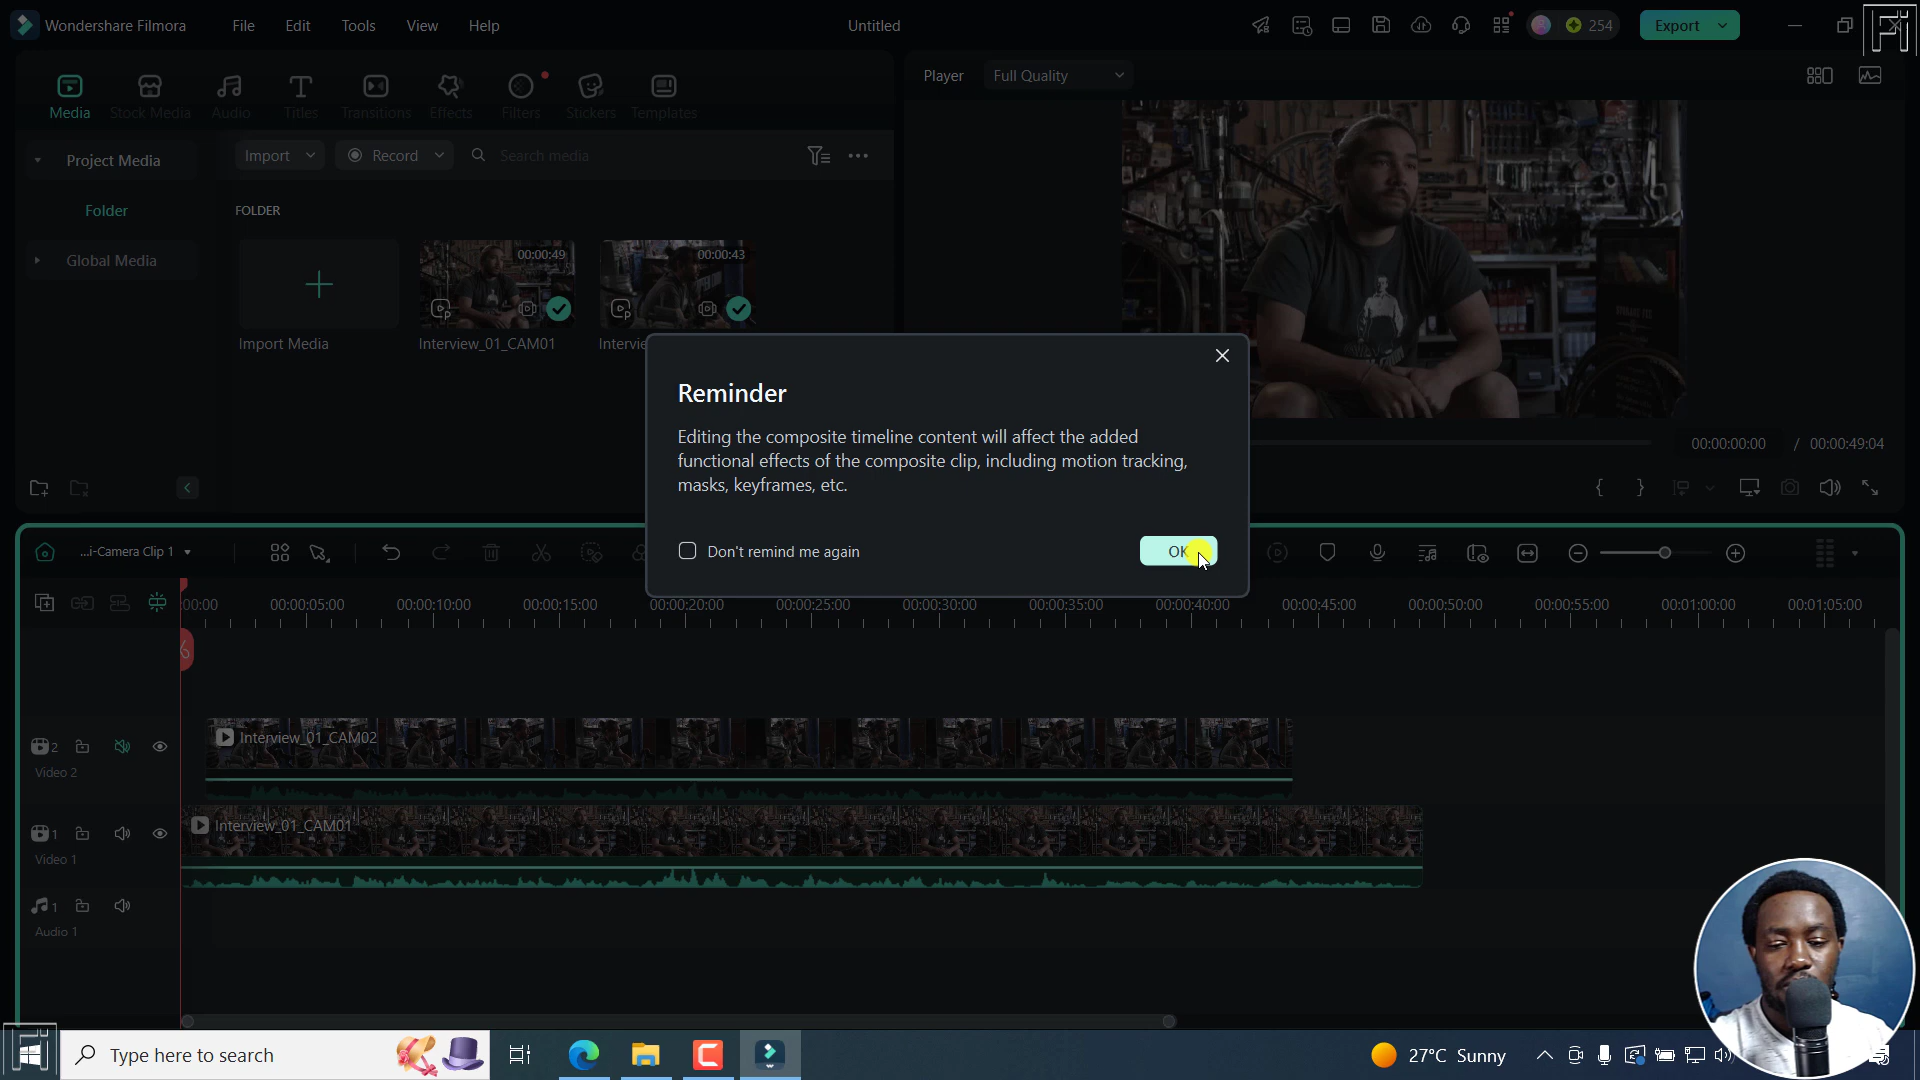 Wondershare Filmora
File
Edit
Tools
View
Help
Untitled
254
Export
Fi
Media
Stock Media
Audio
Titles
Transitions
Effects
Filters
Stickers
Templates
Player
Full Quality
Project Media
Import
Record
Search media
Folder
FOLDER
Global Media
00:00:49
00:00:43
Import Media
Interview_01_CAM01
Intervie
Reminder
Editing the composite timeline content will affect the added
functional effects of the composite clip, including motion tracking,
masks, keyframes, etc.
Don't remind me again
OK
00:00:00:00 / 00:00:49:04
...i-Camera Clip 1
:00:00
00:00:05:00
00:00:10:00
00:00:15:00
00:00:20:00
00:00:25:00
00:00:30:00
00:00:35:00
00:00:40:00
00:00:45:00
00:00:50:00
00:00:55:00
00:01:00:00
00:01:05:00
2
Video 2
Interview_01_CAM02
1
Video 1
Interview_01_CAM01
1
Audio 1
Fi
Type here to search
27°C Sunny